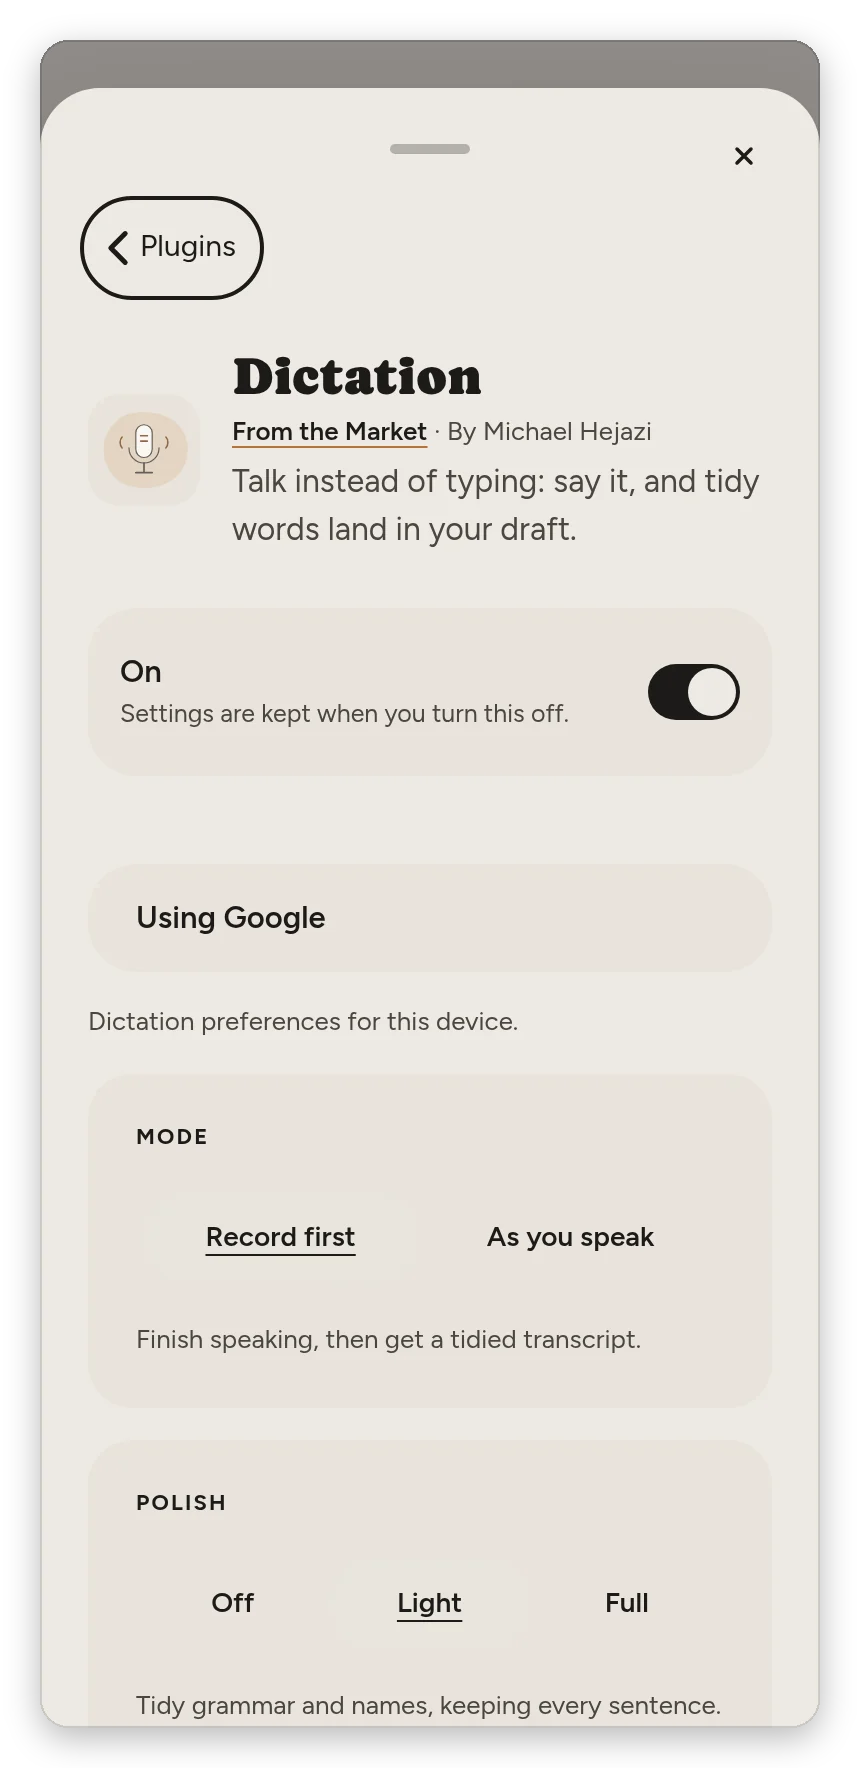 Plugins
Dictation
From the Market · By Michael Hejazi
Talk instead of typing: say it, and tidy
words land in your draft.
On
Settings are kept when you turn this off.
Using Google
Dictation preferences for this device.
MODE
Record first As you speak
Finish speaking, then get a tidied transcript.
POLISH
Off Light Full
Tidy grammar and names, keeping every sentence.